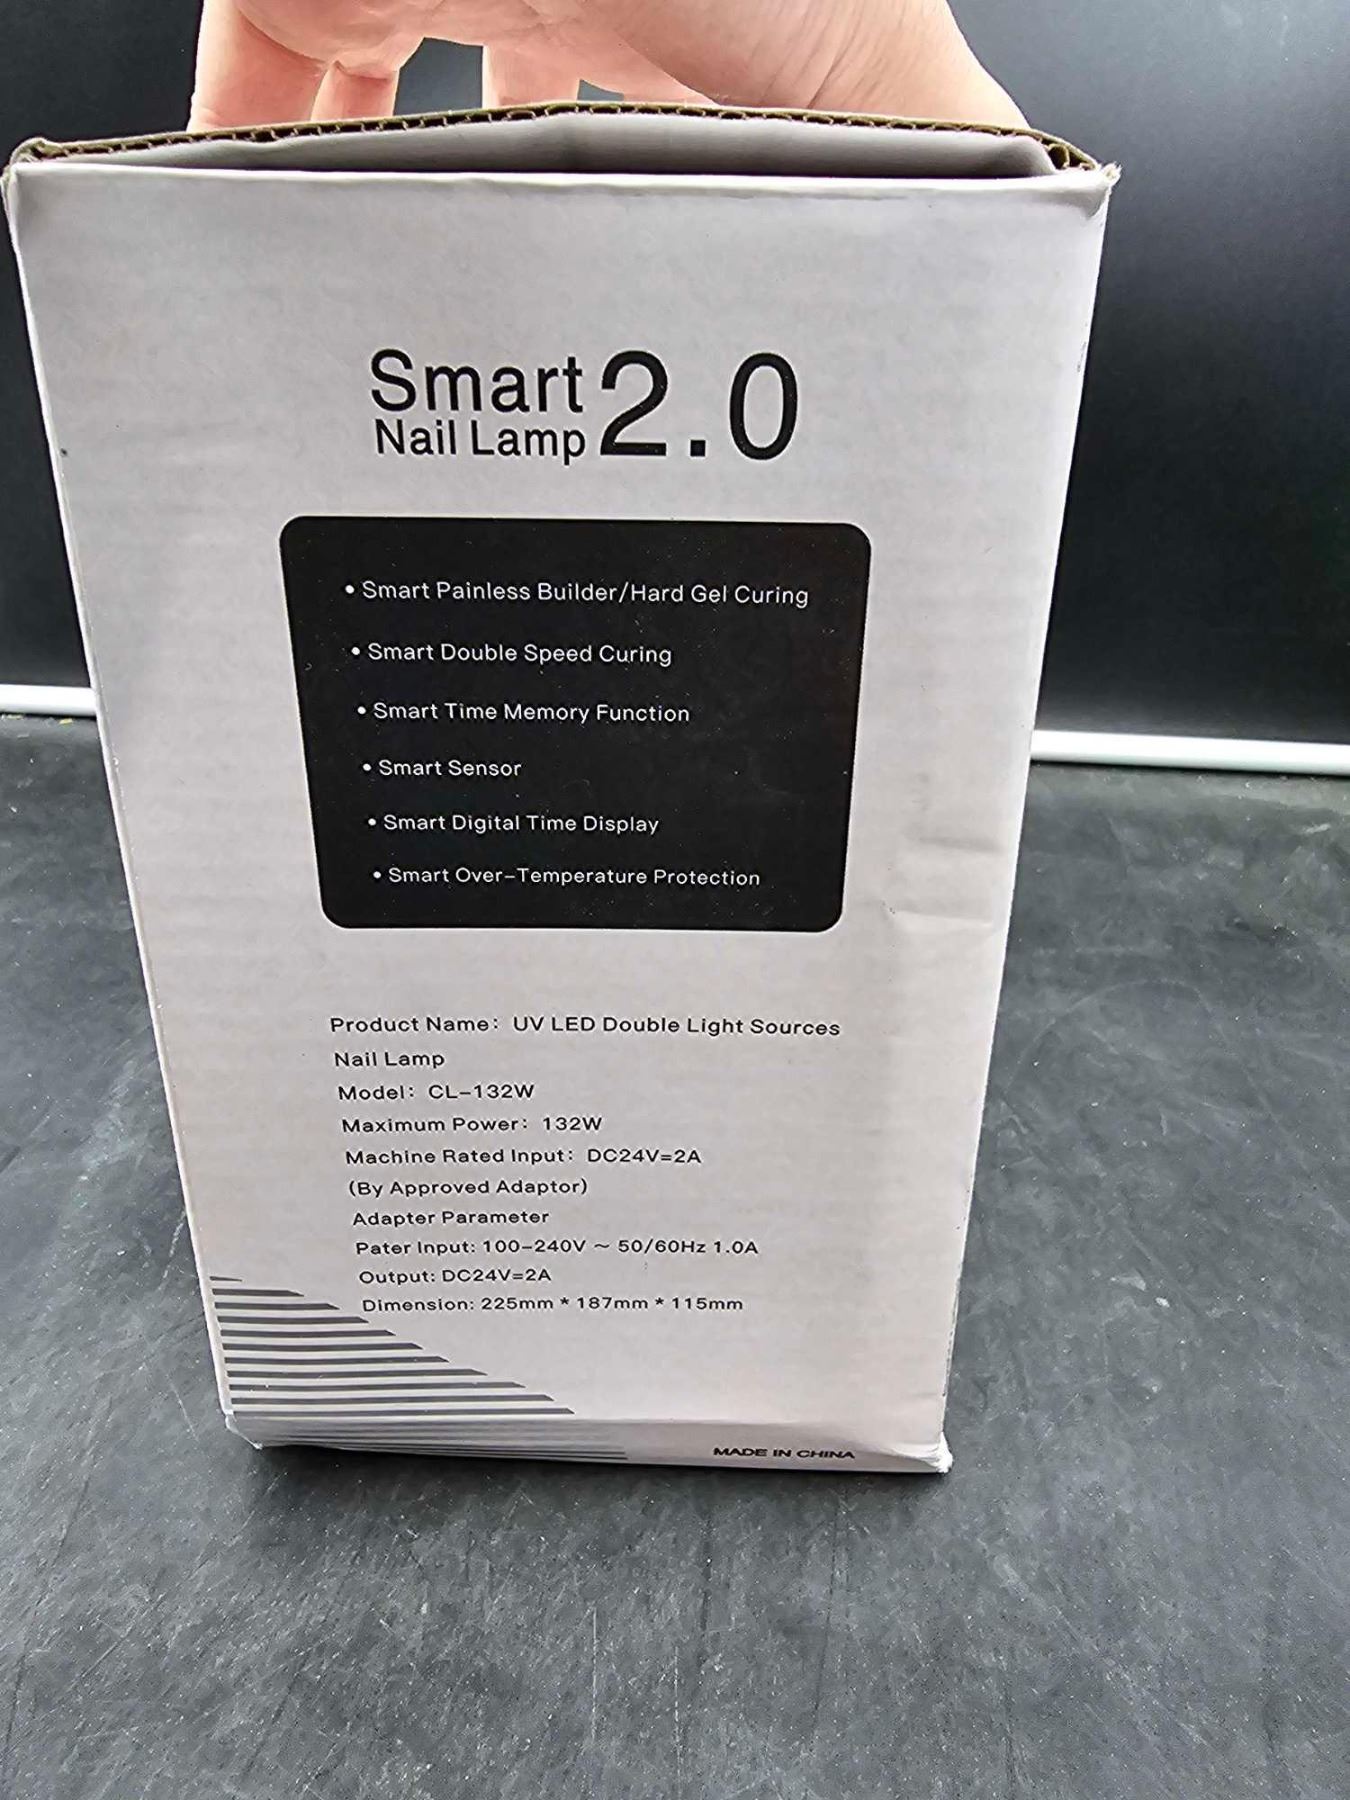 Smart
Nail Lamp 2.0
• Smart Painless Builder/Hard Gel Curing
• Smart Double Speed Curing
• Smart Time Memory Function
• Smart Sensor
• Smart Digital Time Display
• Smart Over-Temperature Protection
Product Name: UV LED Double Light Sources
Nail Lamp
Model: CL-132W
Maximum Power: 132W
Machine Rated Input: DC24V=2A
(By Approved Adaptor)
Adapter Parameter
Pater Input: 100-240V ~ 50/60Hz 1.0A
Output: DC24V=2A
Dimension: 225mm * 187mm * 115mm
MADE IN CHINA